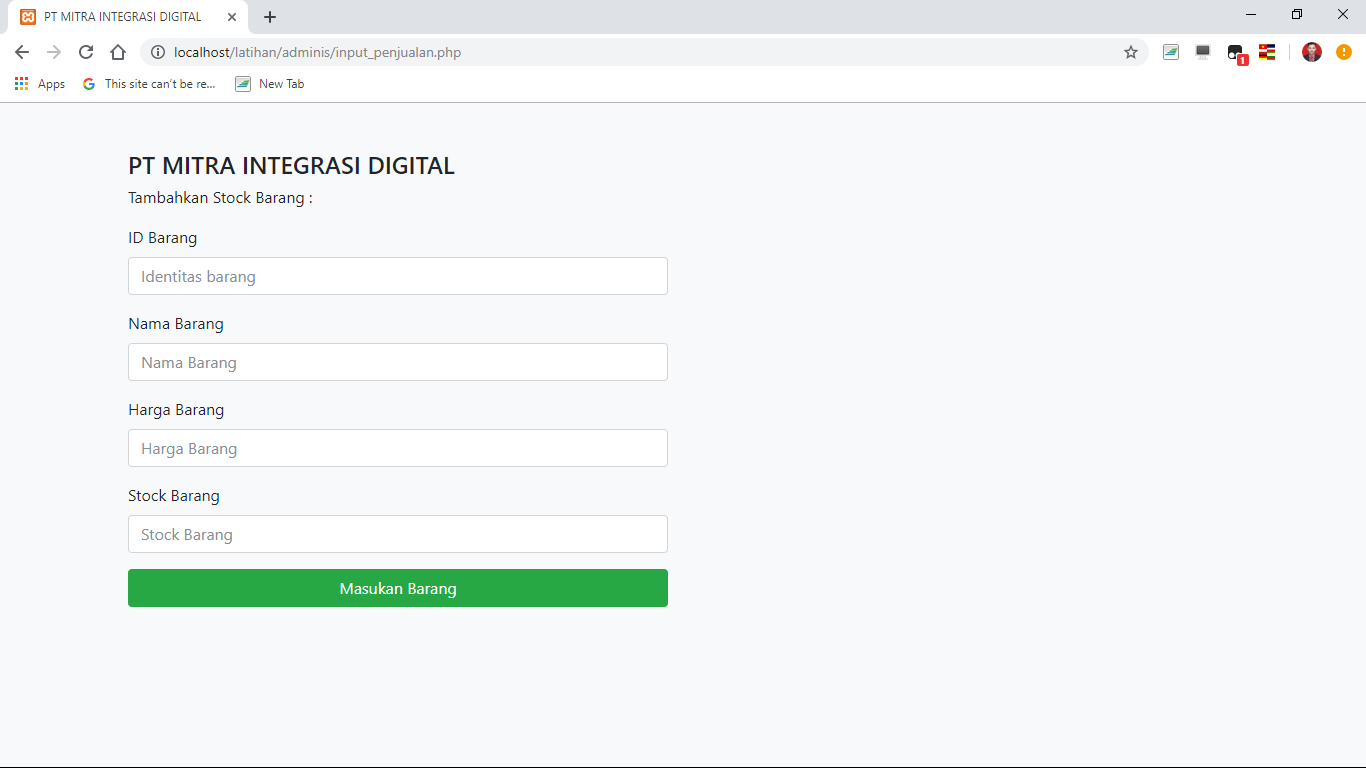 PT MITRA INTEGRASI DIGITAL
localhost/latihan/adminis/input_penjualan.php
1
Apps
This site can't be re...
New Tab
PT MITRA INTEGRASI DIGITAL
Tambahkan Stock Barang :
ID Barang
Identitas barang
Nama Barang
Nama Barang
Harga Barang
Harga Barang
Stock Barang
Stock Barang
Masukan Barang